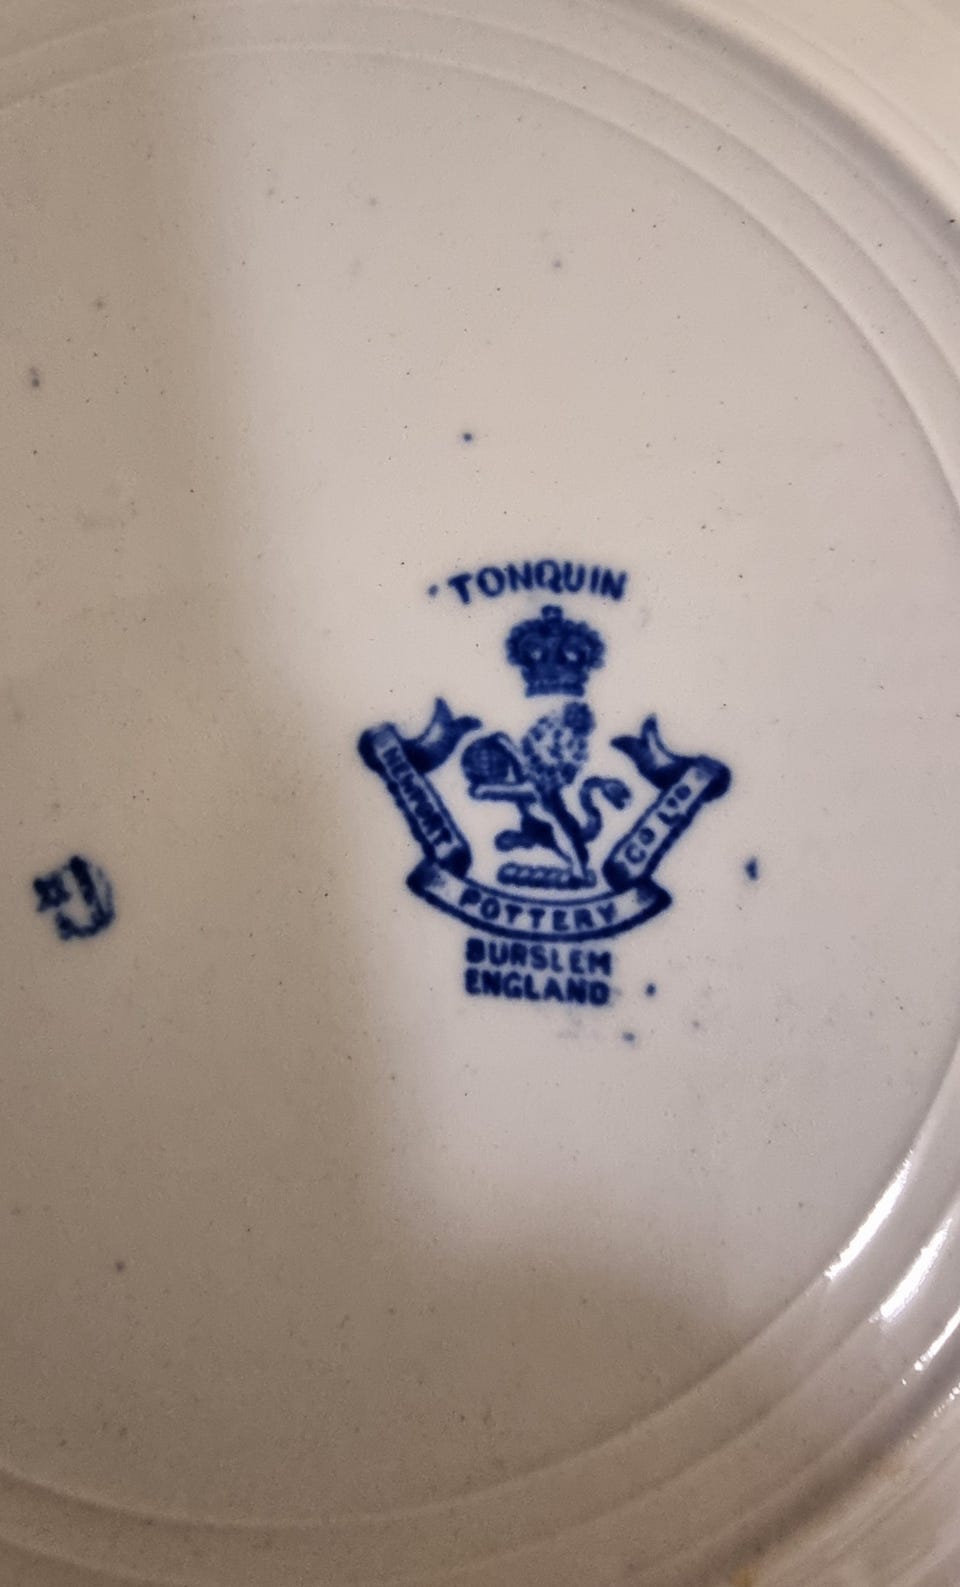 TONQUIN
NEWPORT
POTTERY
CO LTD
BURSLEM
ENGLAND